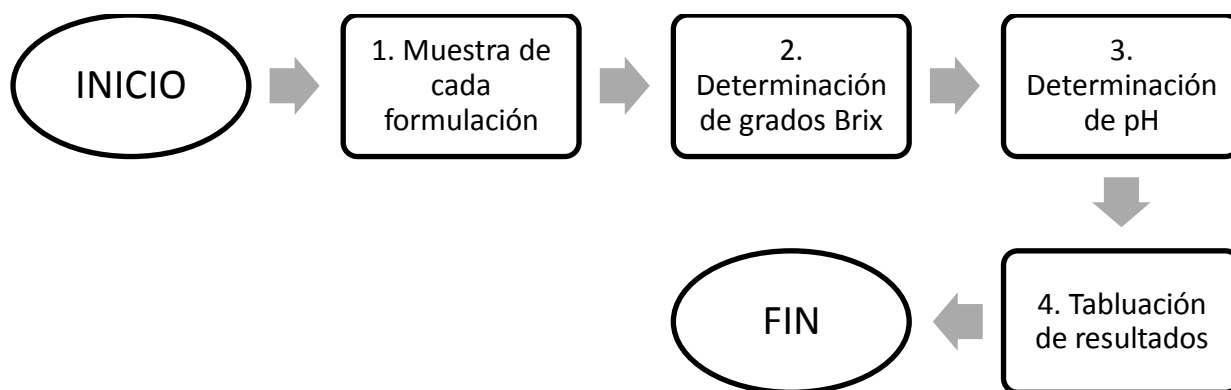 INICIO
1. Muestra de
cada
formulación
2.
Determinación
de grados Brix
3.
Determinación
de pH
4. Tabluación
de resultados
FIN